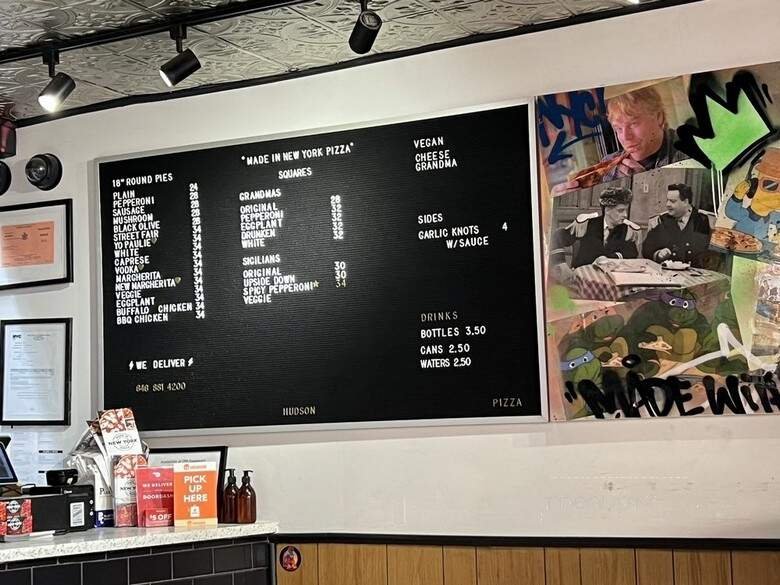 "MADE IN NEW YORK PIZZA"
18" ROUND PIES
PLAIN 24
PEPPERONI 28
SAUSAGE 28
MUSHROOM 28
BLACK OLIVE 28
STREET FAIR 34
YO PAULIE 34
WHITE 34
CAPRESE 34
VODKA 34
MARGHERITA 34
NEW MARGHERITA 34
VEGGIE 34
EGGPLANT 34
BUFFALO CHICKEN 34
BBQ CHICKEN 34
WE DELIVER
646 881 4200
SQUARES
GRANDMAS
ORIGINAL 28
PEPPERONI 32
EGGPLANT 32
DRUNKEN 32
WHITE 32
SICILIANS
ORIGINAL 30
UPSIDE DOWN 30
SPICY PEPPERONI* 34
VEGGIE
HUDSON
VEGAN
CHEESE
GRANDMA
SIDES
GARLIC KNOTS 4
W/SAUCE
DRINKS
BOTTLES 3.50
CANS 2.50
WATERS 2.50
PIZZA
NYC
"MADE WITH
NEW YORK
WE DELIVER
DOORDASH
$5 OFF
PICK
UP
HERE